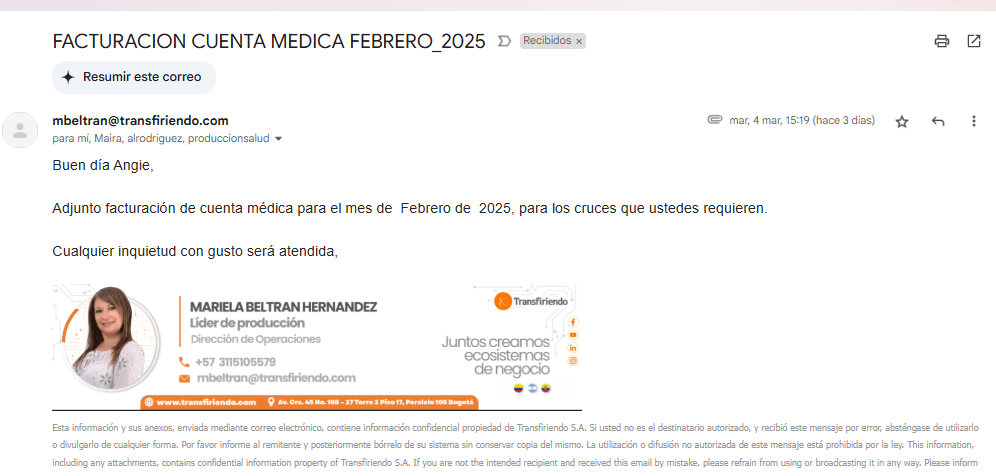 FACTURACION CUENTA MEDICA FEBRERO_2025 Recibidos ×
Resumir este correo
mbeltran@transfiriendo.com mar, 4 mar, 15:19 (hace 3 días)
para mí, Maira, alrodriguez, produccionsalud
Buen día Angie,
Adjunto facturación de cuenta médica para el mes de  Febrero de  2025, para los cruces que ustedes requieren.
Cualquier inquietud con gusto será atendida,
MARIELA BELTRAN HERNANDEZ
Líder de producción
Dirección de Operaciones
+57 3115105579
mbeltran@transfiriendo.com
Transfiriendo
Juntos creamos
ecosistemas
de negocio
www.transfiriendo.com Av. Cra. 45 No. 108 - 27 Torre 2 Piso 17, Paralelo 108 Bogotá
Esta información y sus anexos, enviada mediante correo electrónico, contiene información confidencial propiedad de Transfiriendo S.A. Si usted no es el destinatario autorizado, y recibió este mensaje por error, absténgase de utilizarlo
o divulgarlo de cualquier forma. Por favor informe al remitente y posteriormente bórrelo de su sistema sin conservar copia del mismo. La utilización o difusión no autorizada de este mensaje está prohibida por la ley. This information,
including any attachments, contains confidential information property of Transfiriendo S.A. If you are not the intended recipient and received this email by mistake, please refrain from using or broadcasting it in any way. Please inform